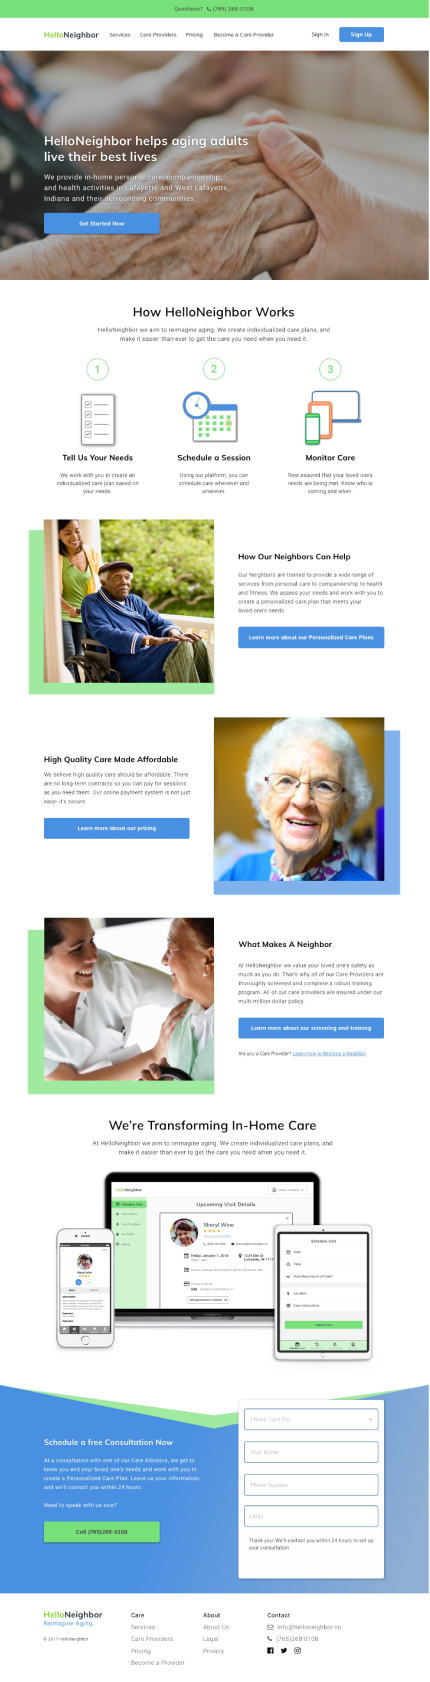 Questions? (765) 268-0108
HelloNeighbor Services Care Providers Pricing Become a Care Provider Sign In Sign Up
HelloNeighbor helps aging adults
live their best lives
We provide in-home personal care, companionship,
and health activities in Lafayette and West Lafayette,
Indiana and their surrounding communities.
Get Started Now
How HelloNeighbor Works
HelloNeighbor we aim to reimagine aging. We create individualized care plans, and
make it easier than ever to get the care you need when you need it.
1
2
3
Tell Us Your Needs
We work with you to create an
individualized care plan based on
your needs.
Schedule a Session
Using our platform, you can
schedule care whenever and
wherever.
Monitor Care
Rest assured that your loved one's
needs are being met. Know who is
coming and when.
How Our Neighbors Can Help
Our Neighbors are trained to provide a wide-range of
services from personal care to companionship to health
and fitness. We assess your needs and work with you to
create a personalized care plan that meets your
loved one's needs.
Learn more about our Personalized Care Plans
High Quality Care Made Affordable
We believe high quality care should be affordable. There
are no long-term contracts so you can pay for sessions
as you need them. Our online payment system is not just
easy- it's secure.
Learn more about our pricing
What Makes A Neighbor
At HelloNeighbor we value your loved one's safety as
much as you do. That's why all of our Care Providers are
thoroughly screened and complete a robust training
program. All of our care providers are insured under our
multi-million dollar policy.
Learn more about our screening and training
Are you a Care Provider? Learn How to Become a Neighbor
We're Transforming In-Home Care
At HelloNeighbor we aim to reimagine aging. We create individualized care plans, and
make it easier than ever to get the care you need when you need it.
HelloNeighbor
Upcoming Visit Details
Sheryl Wine
Friday, January 1, 2018
1224 Elm St
Lafayette, IN
Schedule Visit
Date
Time
How Many Hours of Care?
Location
Care Instructions
Schedule a free Consultation Now
At a consultation with one of our Care Advisors, we get to
know you and your loved one's needs and work with you to
create a Personalized Care Plan. Leave us your information,
and we'll contact you within 24 hours.
Need to speak with us now?
Call (765)268-0108
I Need Care For...
Your Name
Phone Number
Email
Thank you! We'll contact you within 24 hours to set up
your consultation.
HelloNeighbor
Reimagine Aging.
© 2017 HelloNeighbor
Care
Services
Care Providers
Pricing
Become a Provider
About
About Us
Legal
Privacy
Contact
info@helloneighbor.co
(765)268-0108